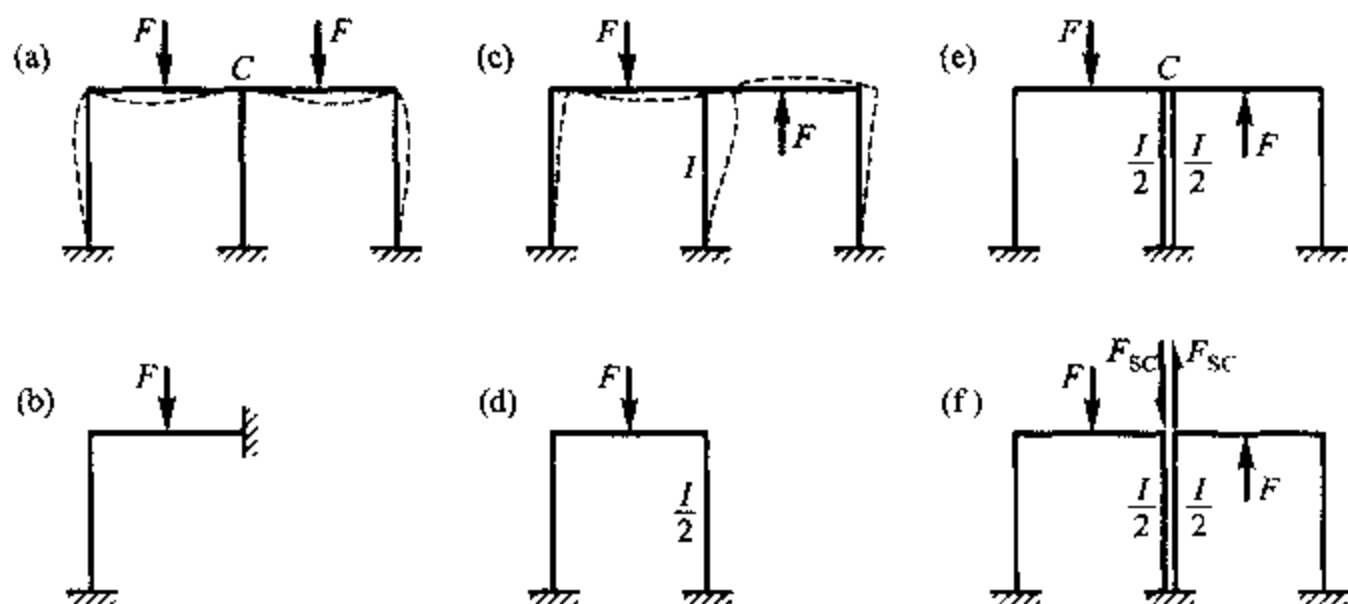 (a) F F C
(c) F F I
(e) F C F I/2 I/2
(b) F
(d) F I/2
(f) F F_SC F_SC F I/2 I/2